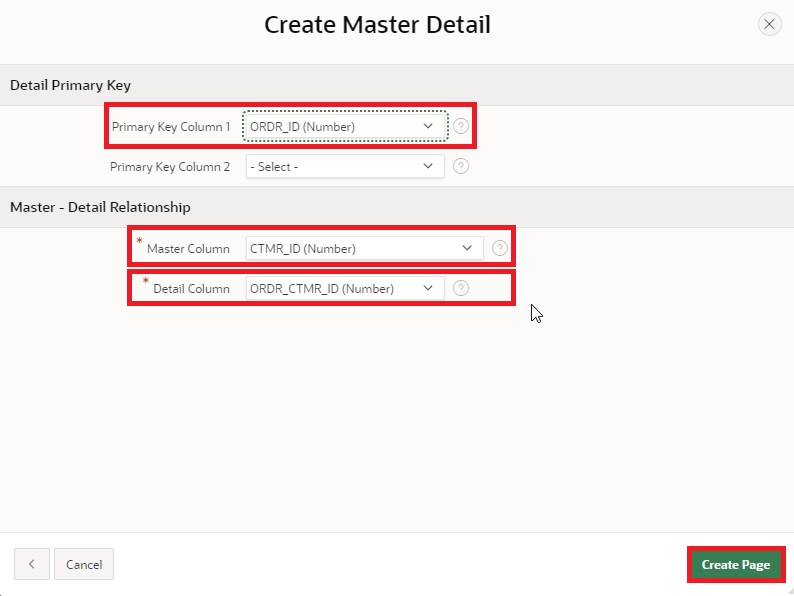 Create Master Detail
Detail Primary Key
Primary Key Column 1 ORDR_ID (Number) ?
Primary Key Column 2 - Select - ?
Master - Detail Relationship
* Master Column CTMR_ID (Number) ?
* Detail Column ORDR_CTMR_ID (Number) ?
Cancel Create Page